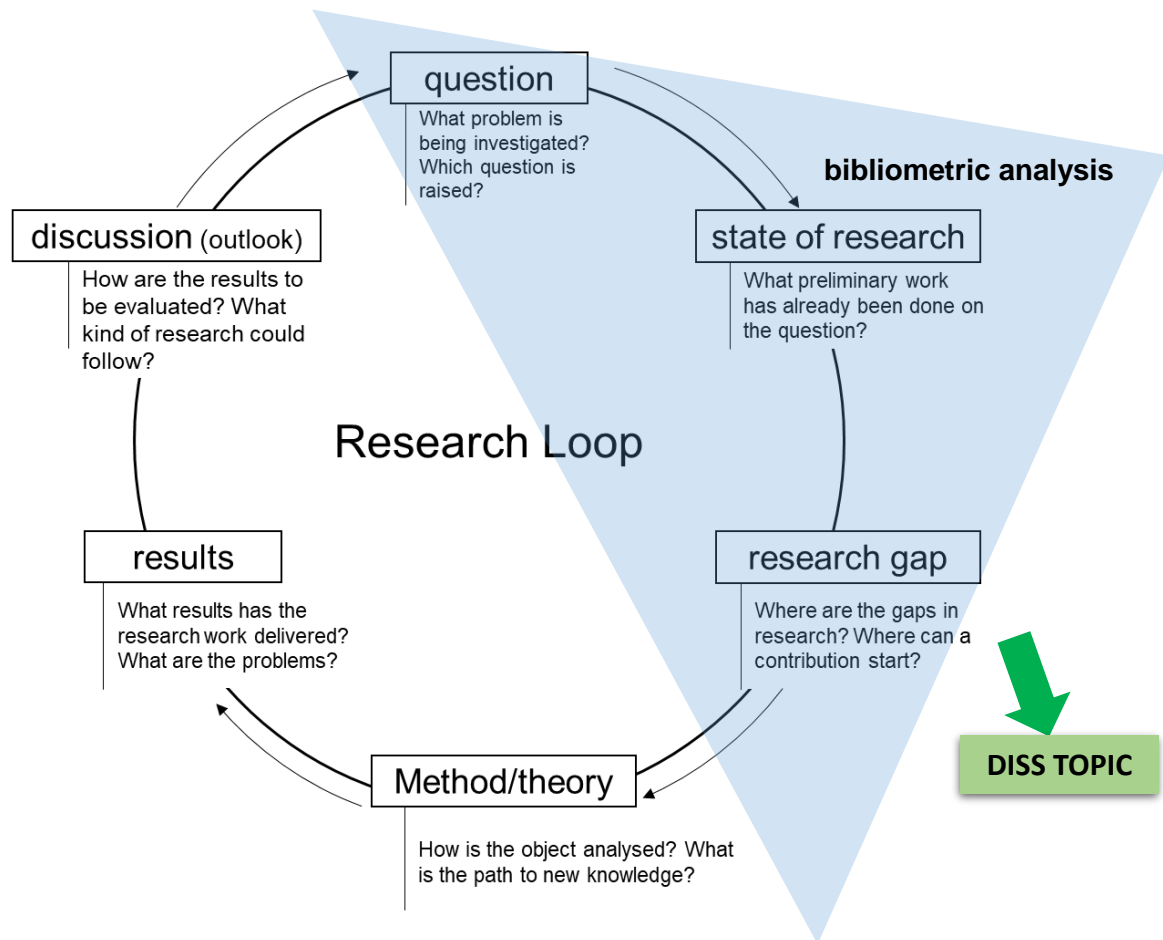 question
What problem is
being investigated?
Which question is
raised?
bibliometric analysis
state of research
What preliminary work
has already been done on
the question?
research gap
Where are the gaps in
research? Where can a
contribution start?
DISS TOPIC
Method/theory
How is the object analysed? What
is the path to new knowledge?
results
What results has the
research work delivered?
What are the problems?
discussion (outlook)
How are the results to
be evaluated? What
kind of research could
follow?
Research Loop